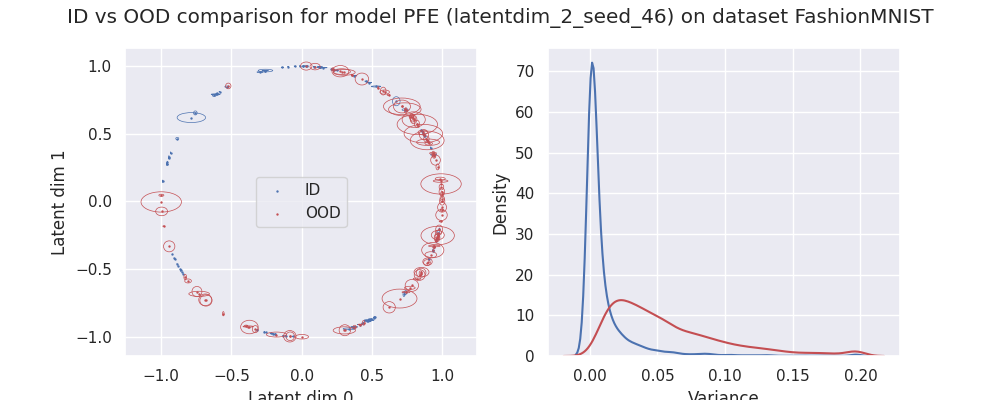 ID vs OOD comparison for model PFE (latentdim_2_seed_46) on dataset FashionMNIST
Latent dim 1
1.0
0.5
0.0
−0.5
−1.0
ID
OOD
−1.0 −0.5 0.0 0.5 1.0
Latent dim 0
Density
70
60
50
40
30
20
10
0
0.00 0.05 0.10 0.15 0.20
Variance